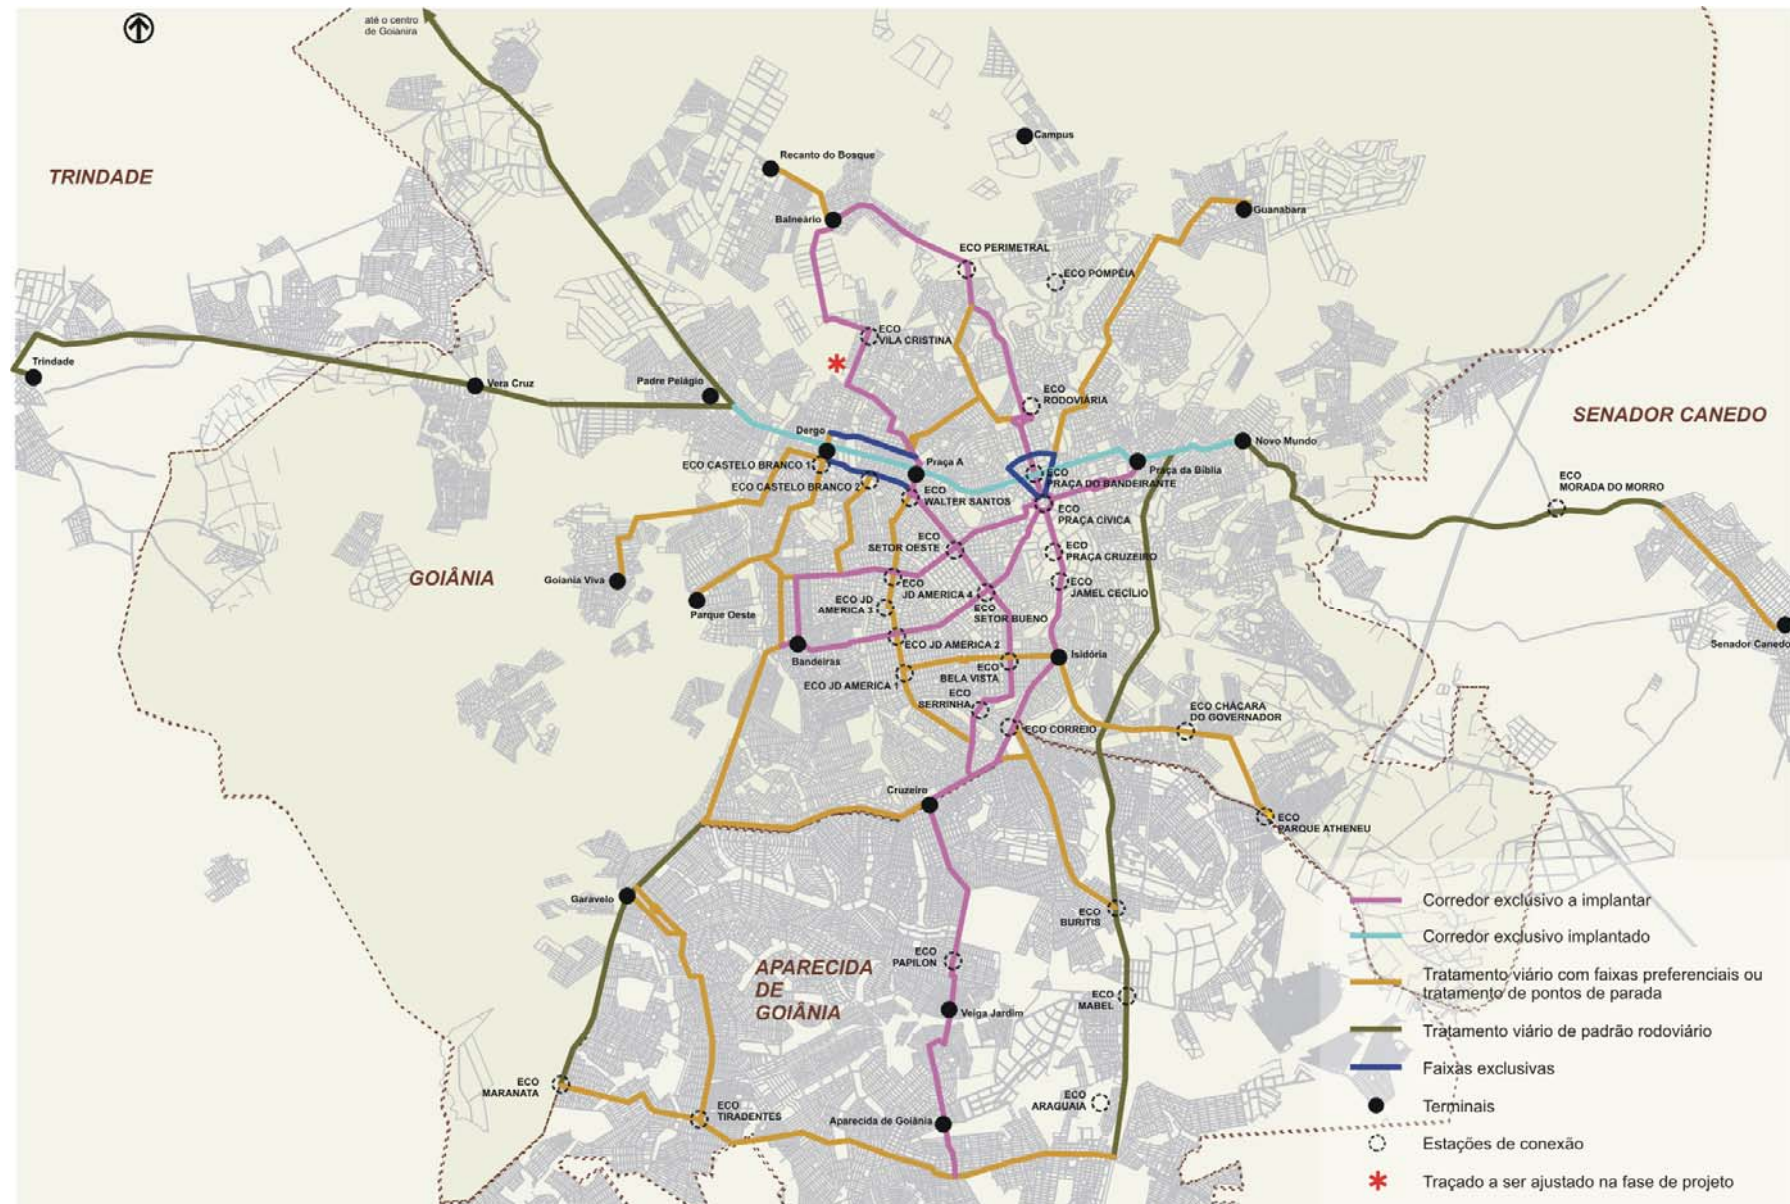 até o centro
de Goianira
TRINDADE
Campus
Recanto do Bosque
Balneário
Guanabara
ECO PERIMETRAL
ECO POMPÉIA
ECO
VILA CRISTINA
Trindade
Vera Cruz
Padre Pelágio
ECO
RODOVIÁRIA
SENADOR CANEDO
Dergo
Novo Mundo
ECO CASTELO BRANCO 1
Praça A
Praça da Bíblia
ECO
PRAÇA DO BANDEIRANTE
ECO CASTELO BRANCO 2
ECO
WALTER SANTOS
ECO
MORADA DO MORRO
ECO
PRAÇA CÍVICA
ECO
SETOR OESTE
ECO
PRAÇA CRUZEIRO
GOIÂNIA
Goiania Viva
ECO
JD AMERICA 4
ECO
JAMEL CECÍLIO
ECO JD
AMERICA 3
Parque Oeste
ECO
SETOR BUENO
Bandeiras
ECO JD AMERICA 2
Isidória
Senador Canedo
ECO
BELA VISTA
ECO JD AMERICA 1
ECO
SERRINHA
ECO CHÁCARA
DO GOVERNADOR
ECO CORREIO
Cruzeiro
ECO
PARQUE ATHENEU
Garavelo
ECO
BURITIS
ECO
PAPILON
APARECIDA
DE
GOIÂNIA
ECO
MABEL
Veiga Jardim
ECO
MARANATA
ECO
TIRADENTES
Aparecida de Goiânia
ECO
ARAGUAIA
Corredor exclusivo a implantar
Corredor exclusivo implantado
Tratamento viário com faixas preferenciais ou
tratamento de pontos de parada
Tratamento viário de padrão rodoviário
Faixas exclusivas
Terminais
Estações de conexão
Traçado a ser ajustado na fase de projeto